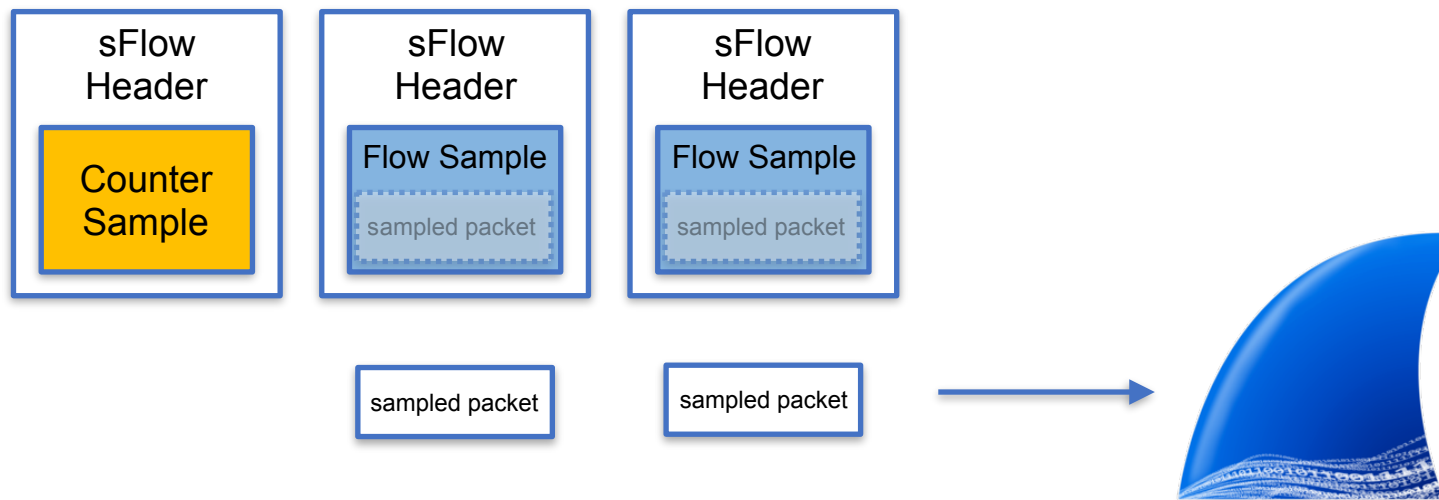 sFlow
Header
Counter
Sample
sFlow
Header
Flow Sample
sampled packet
sFlow
Header
Flow Sample
sampled packet
sampled packet
sampled packet